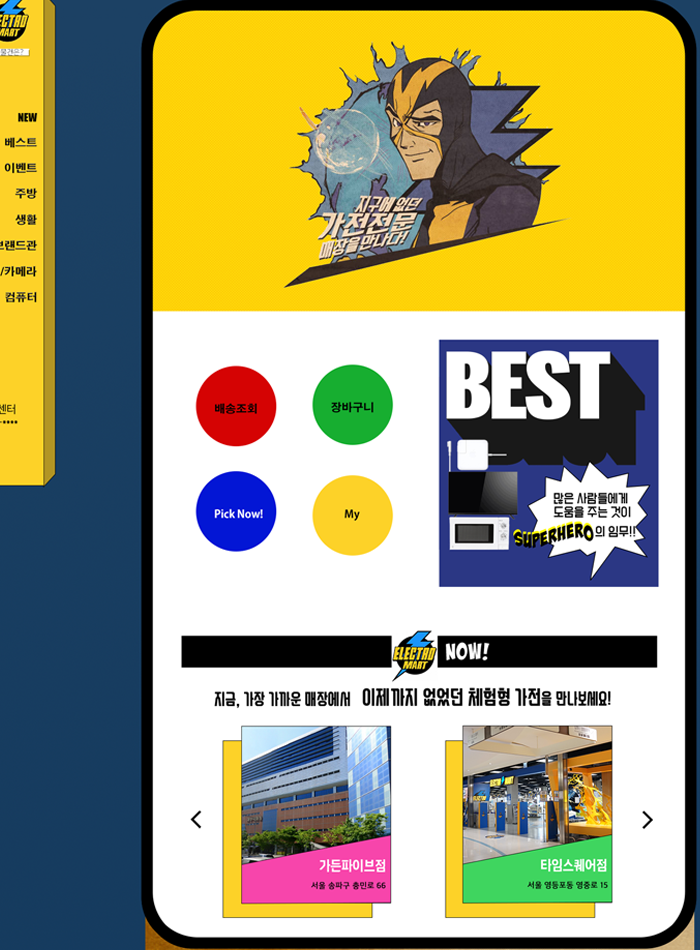 ELECTRO
MART
NEW
베스트
이벤트
주방
생활
브랜드관
/카메라
컴퓨터
센터
지구에 없던
가전전문
매장을 만나다!
배송조회
장바구니
Pick Now!
My
BEST
많은 사람들에게
도움을 주는 것이
SUPERHERO의 임무!!
ELECTRO
MART
NOW!
지금, 가장 가까운 매장에서 이제까지 없었던 체험형 가전을 만나보세요!
가든파이브점
서울 송파구 충민로 66
ELECTRO MART
타임스퀘어점
서울 영등포동 영중로 15